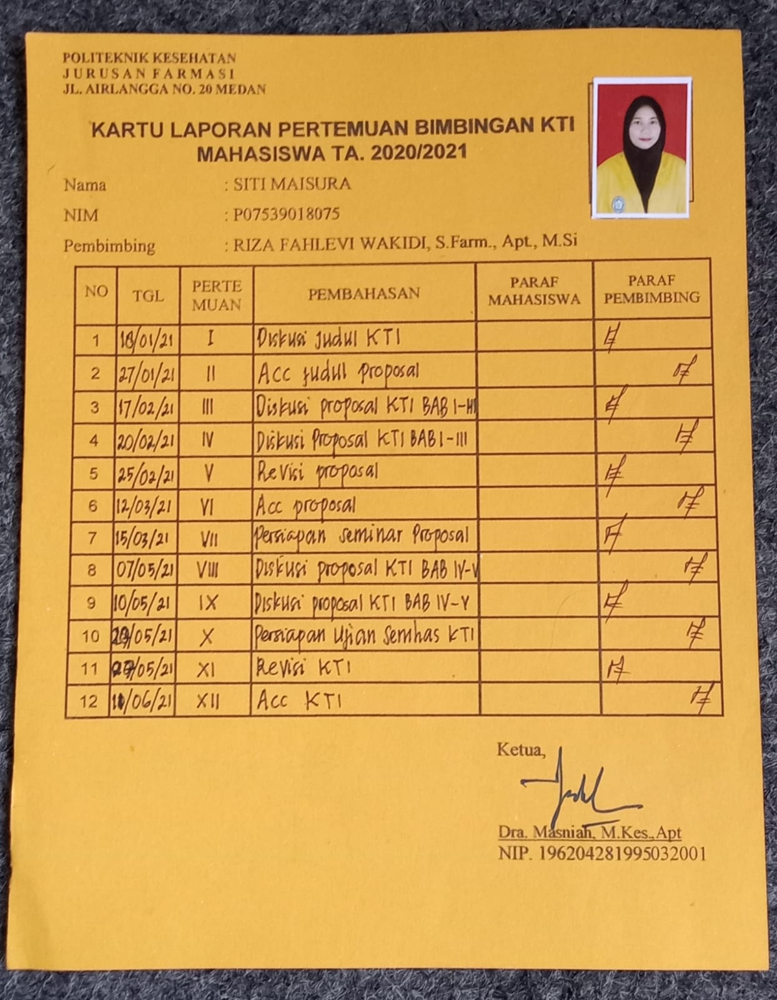 POLITEKNIK KESEHATAN
JURUSAN FARMASI
JL. AIRLANGGA NO. 20 MEDAN
KARTU LAPORAN PERTEMUAN BIMBINGAN KTI
MAHASISWA TA. 2020/2021
Nama : SITI MAISURA
NIM : P07539018075
Pembimbing : RIZA FAHLEVI WAKIDI, S.Farm., Apt., M.Si
NO TGL PERTE MUAN PEMBAHASAN PARAF MAHASISWA PARAF PEMBIMBING
1 18/01/21 I Diskusi Judul KTI
2 27/01/21 II Acc Judul Proposal
3 17/02/21 III Diskusi proposal KTI BAB I-III
4 20/02/21 IV Diskusi Proposal KTI BAB I-III
5 25/02/21 V Revisi proposal
6 12/03/21 VI Acc proposal
7 15/03/21 VII Persiapan seminar Proposal
8 07/05/21 VIII Diskusi proposal KTI BAB IV-V
9 10/05/21 IX Diskusi proposal KTI BAB IV-V
10 /05/21 X Persiapan Ujian Semhas KTI
11 /05/21 XI Revisi KTI
12 /06/21 XII Acc KTI
Ketua,
Dra. Masniah, M.Kes.,Apt
NIP. 196204281995032001